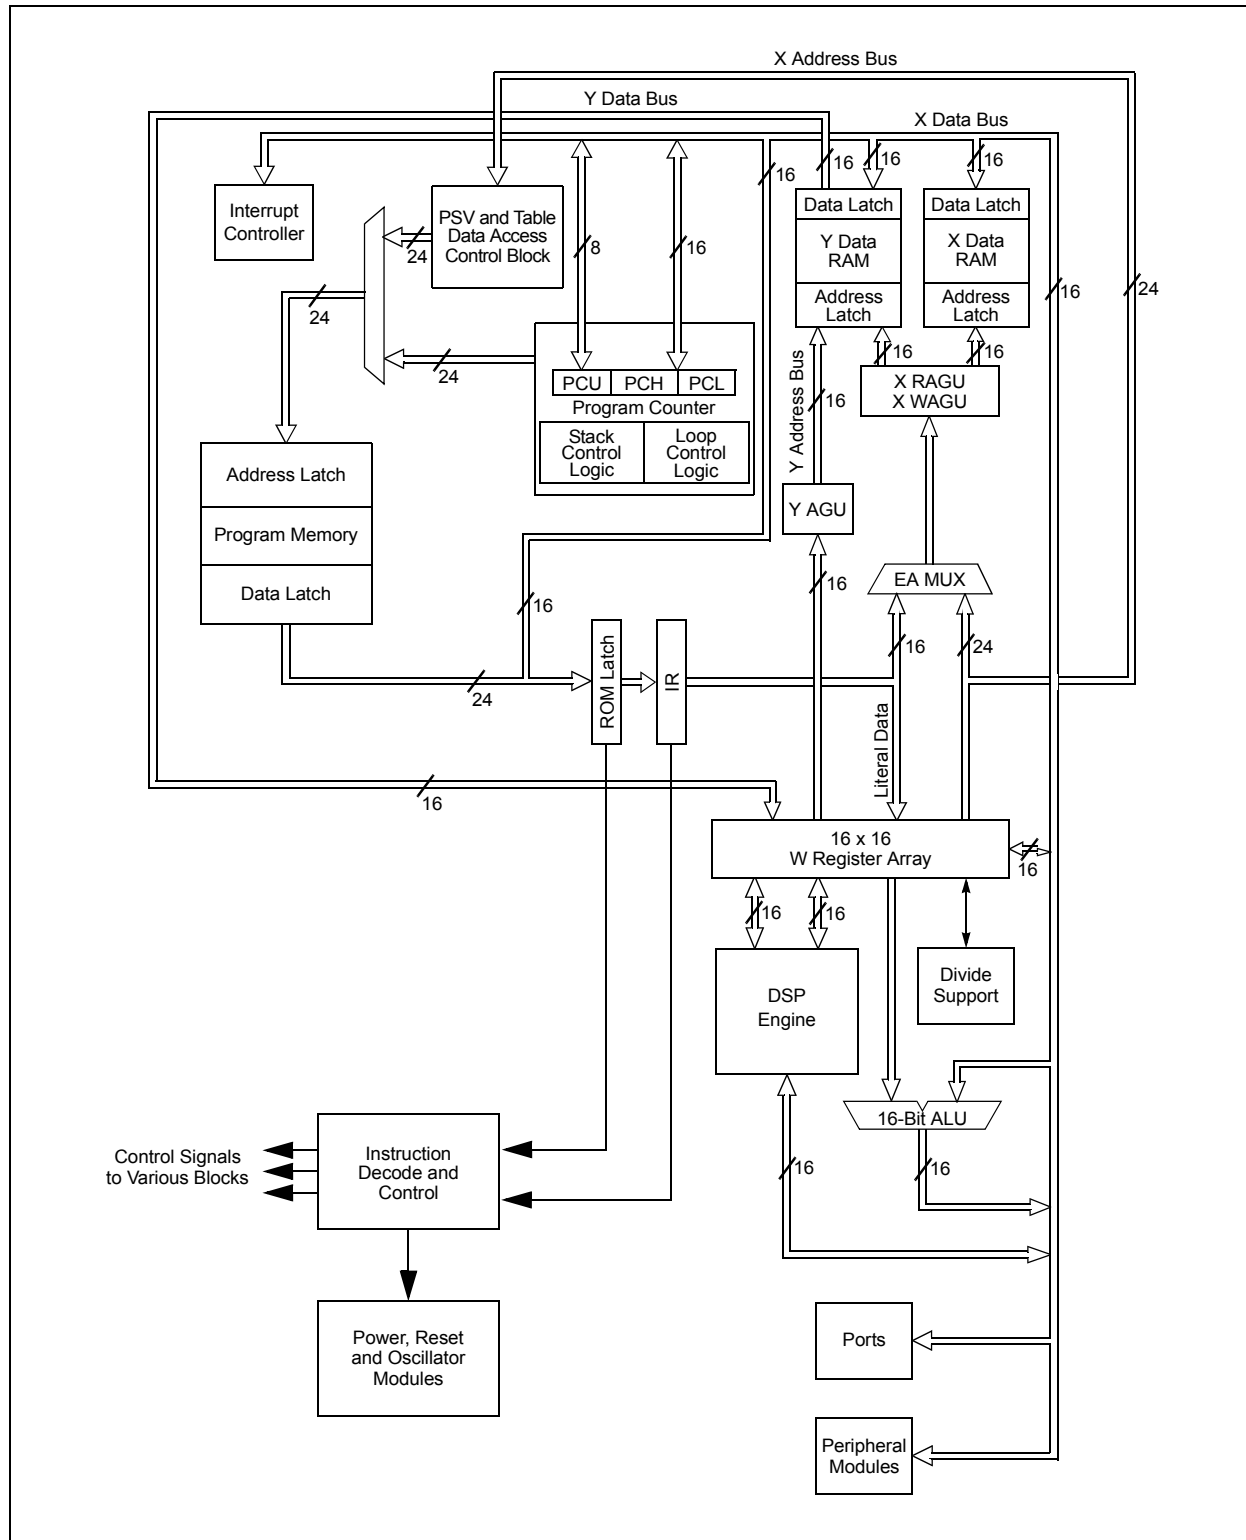 X Address Bus
Y Data Bus
X Data Bus
16
16
16
16
Interrupt
Controller
PSV and Table
Data Access
Control Block
24
8
16
Data Latch
Y Data
RAM
Address
Latch
Data Latch
X Data
RAM
Address
Latch
16
24
24
24
16
16
X RAGU
X WAGU
PCU
PCH
PCL
Program Counter
Stack
Control
Logic
Loop
Control
Logic
Y Address Bus
16
Address Latch
Program Memory
Data Latch
Y AGU
16
EA MUX
16
16
24
24
ROM Latch
IR
Literal Data
16
16 x 16
W Register Array
16
16
16
DSP
Engine
Divide
Support
16-Bit ALU
16
16
Control Signals
to Various Blocks
Instruction
Decode and
Control
Power, Reset
and Oscillator
Modules
Ports
Peripheral
Modules